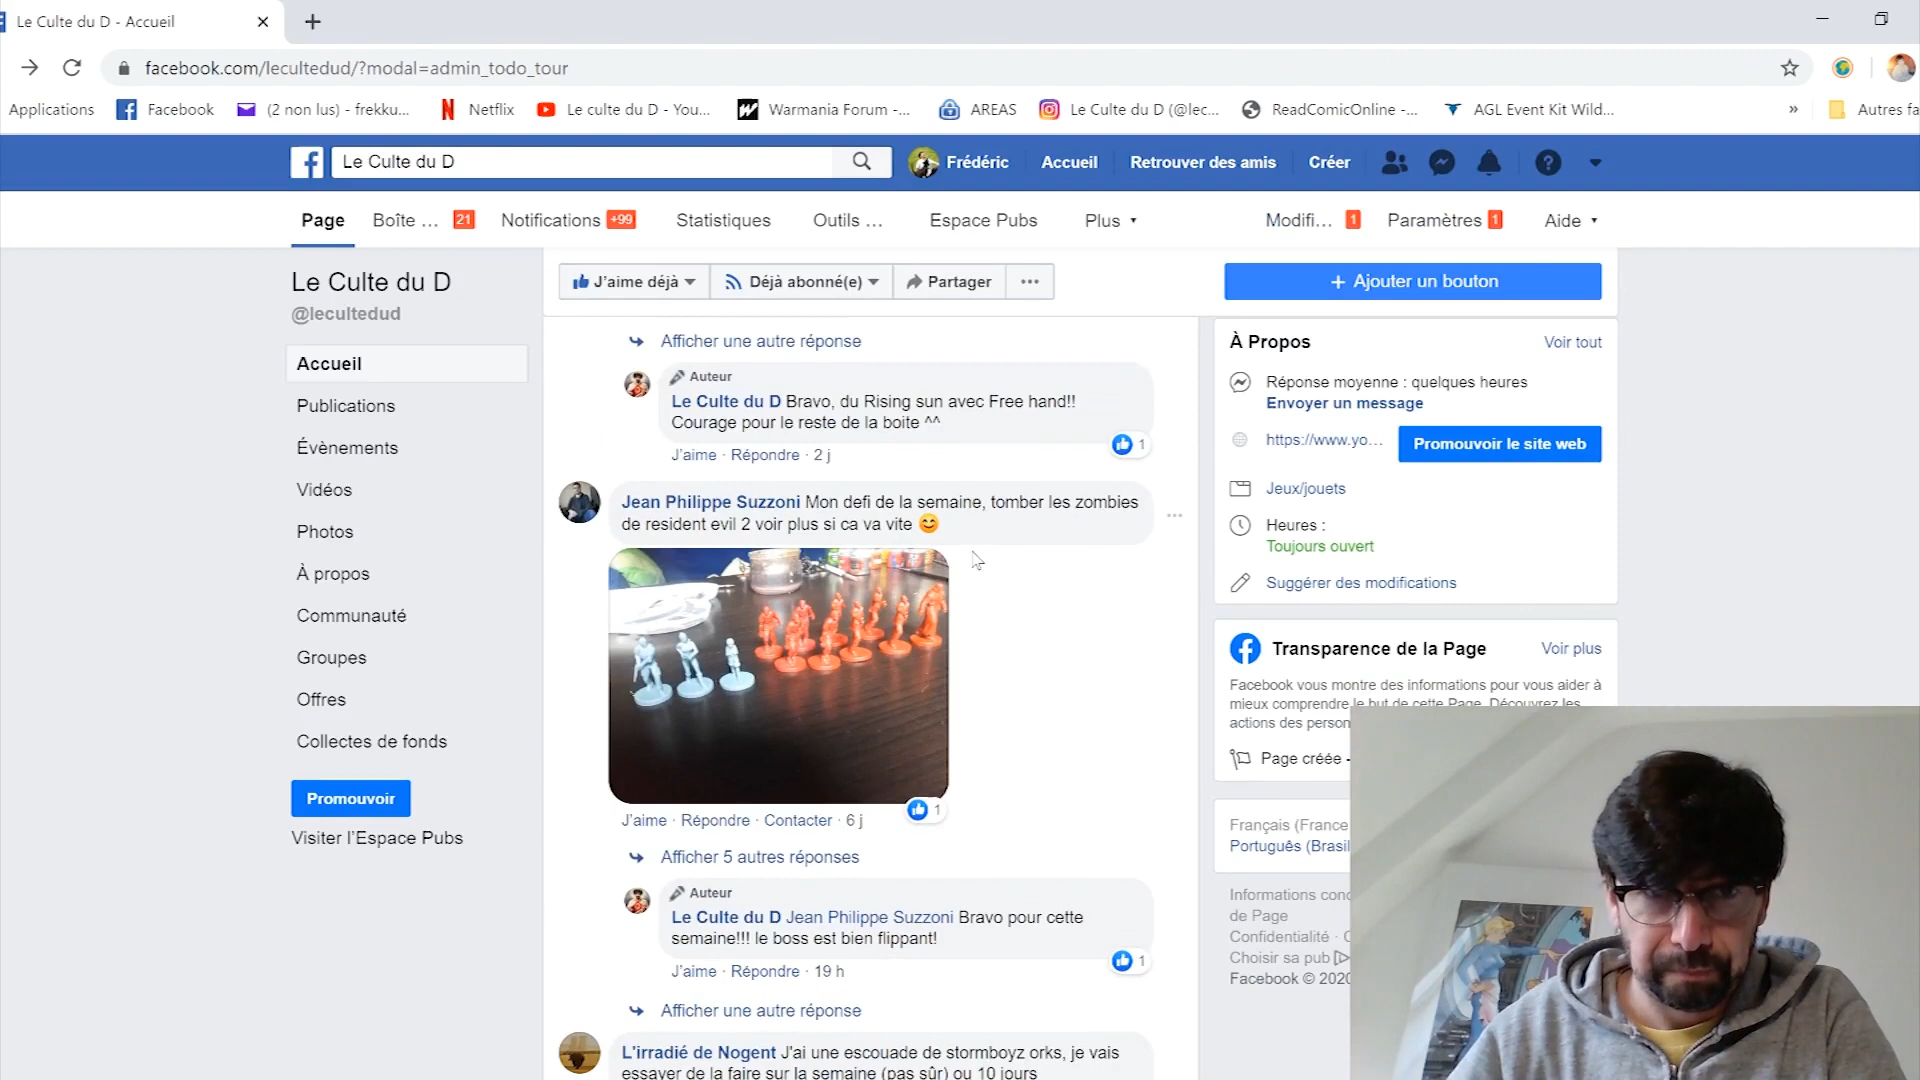 Le Culte du D - Accueil
facebook.com/lecultedud/?modal=admin_todo_tour
Applications
Facebook
(2 non lus) - frekku...
Netflix
Le culte du D - You...
Warmania Forum -...
AREAS
Le Culte du D (@lec...
ReadComicOnline -...
AGL Event Kit Wild...
»
Autres fa
Le Culte du D
Frédéric
Accueil
Retrouver des amis
Créer
Page
Boîte ... 21
Notifications +99
Statistiques
Outils ...
Espace Pubs
Plus
Modifi... 1
Paramètres 1
Aide
Le Culte du D
@lecultedud
Accueil
Publications
Évènements
Vidéos
Photos
À propos
Communauté
Groupes
Offres
Collectes de fonds
Promouvoir
Visiter l'Espace Pubs
J'aime déjà
Déjà abonné(e)
Partager
...
+ Ajouter un bouton
Afficher une autre réponse
Auteur
Le Culte du D Bravo, du Rising sun avec Free hand!!
Courage pour le reste de la boite ^^
1
J'aime · Répondre · 2 j
Jean Philippe Suzzoni Mon defi de la semaine, tomber les zombies
de resident evil 2 voir plus si ca va vite 😊
1
J'aime · Répondre · Contacter · 6 j
Afficher 5 autres réponses
Auteur
Le Culte du D Jean Philippe Suzzoni Bravo pour cette
semaine!!! le boss est bien flippant!
1
J'aime · Répondre · 19 h
Afficher une autre réponse
L'irradié de Nogent J'ai une escouade de stormboyz orks, je vais
essayer de la faire sur la semaine (pas sûr) ou 10 jours
À Propos
Voir tout
Réponse moyenne : quelques heures
Envoyer un message
https://www.yo...
Promouvoir le site web
Jeux/jouets
Heures :
Toujours ouvert
Suggérer des modifications
Transparence de la Page
Voir plus
Facebook vous montre des informations pour vous aider à
mieux comprendre le but de cette Page. Découvrez les
actions des person
Page créée -
Français (France
Português (Brasil
Informations conc
de Page
Confidentialité · C
Choisir sa pub
Facebook © 2020